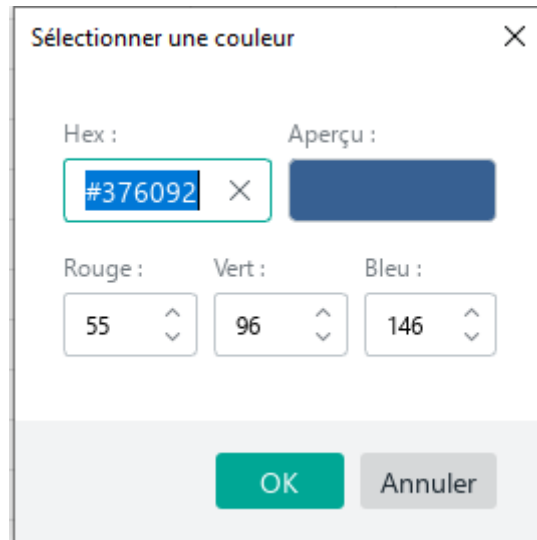 Sélectionner une couleur
Hex : Aperçu :
#376092
Rouge : Vert : Bleu :
55 96 146
OK Annuler